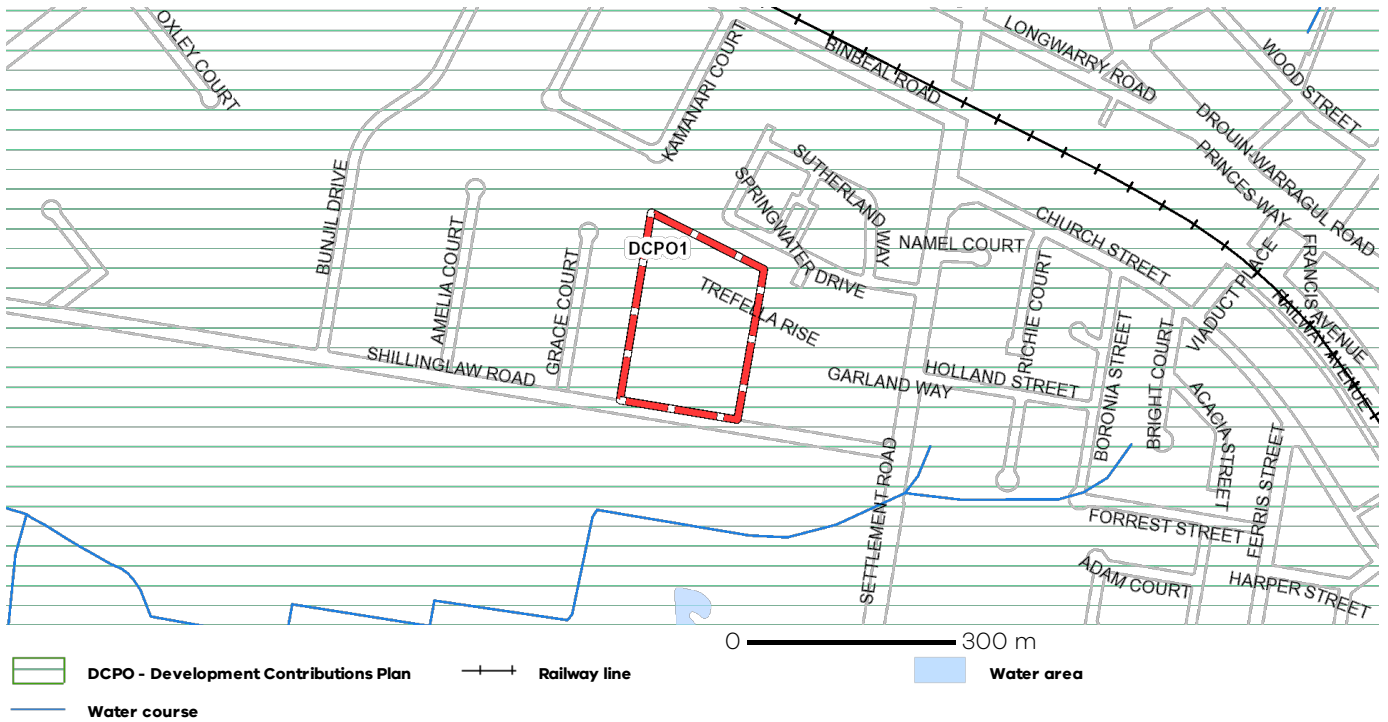 OXLEY COURT
KAMANARI COURT
BINBEAL ROAD
LONGWARRY ROAD
WOOD STREET
DROUIN-WARRAGUL ROAD
PRINCES WAY
BUNJIL DRIVE
AMELIA COURT
GRACE COURT
DCPO1
SPRINGWATER DRIVE
SUTHERLAND WAY
NAMEL COURT
CHURCH STREET
FRANCIS AVENUE
VIADUCT PLACE
RAILWAY AVENUE
TREFELLA RISE
RICHIE COURT
SHILLINGLAW ROAD
GARLAND WAY
HOLLAND STREET
BORONIA STREET
BRIGHT COURT
ACACIA STREET
SETTLEMENT ROAD
FERRIS STREET
FORREST STREET
ADAM COURT
HARPER STREET
0 300 m
DCPO - Development Contributions Plan
Railway line
Water area
Water course